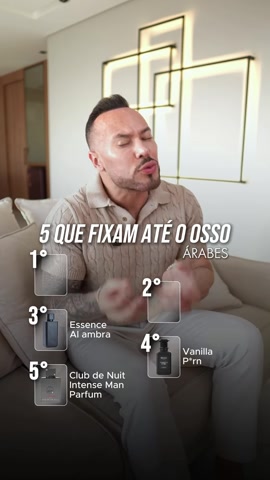 5 QUE FIXAM ATÉ O OSSO
ÁRABES
1°
2°
3°
Essence
Al ambra
4°
Vanilla
P*rn
5°
Club de Nuit
Intense Man
Parfum